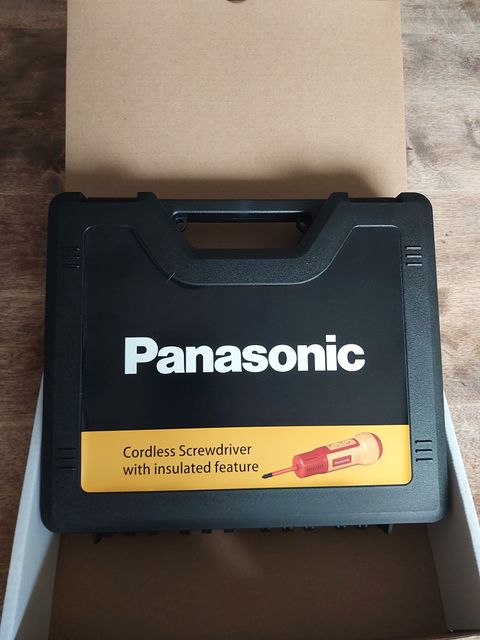 Panasonic
Cordless Screwdriver
with insulated feature